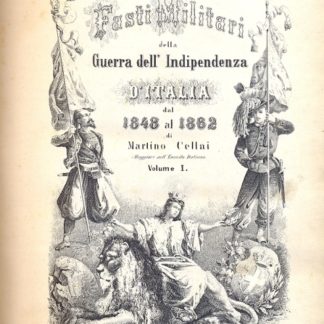 Fasti Militari
della
Guerra dell' Indipendenza
D'ITALIA
dal
1848 al 1862
di
Martino Cellai
Maggiore nell'Esercito Italiano
Volume 1.